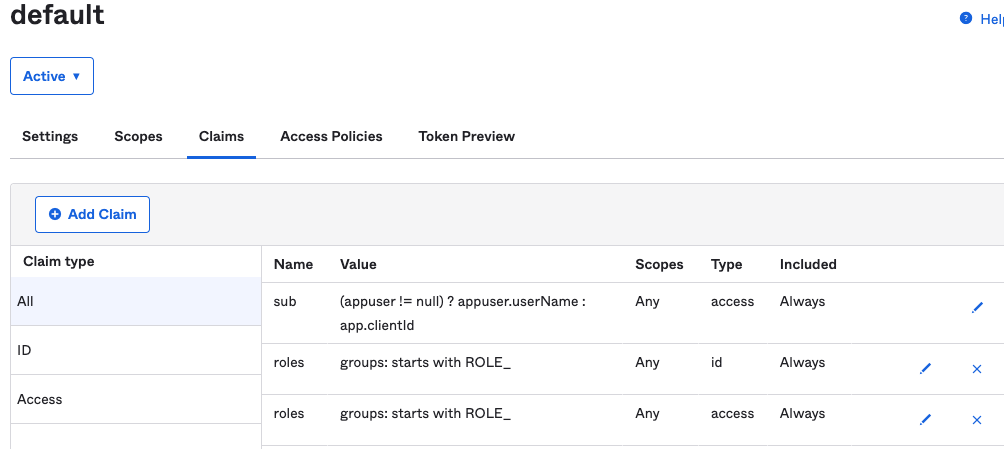 default
Help
Active ▼
Settings Scopes Claims Access Policies Token Preview
Add Claim
Claim type
All
ID
Access
Name Value Scopes Type Included
sub (appuser != null) ? appuser.userName : Any access Always
app.clientId
roles groups: starts with ROLE_ Any id Always
roles groups: starts with ROLE_ Any access Always